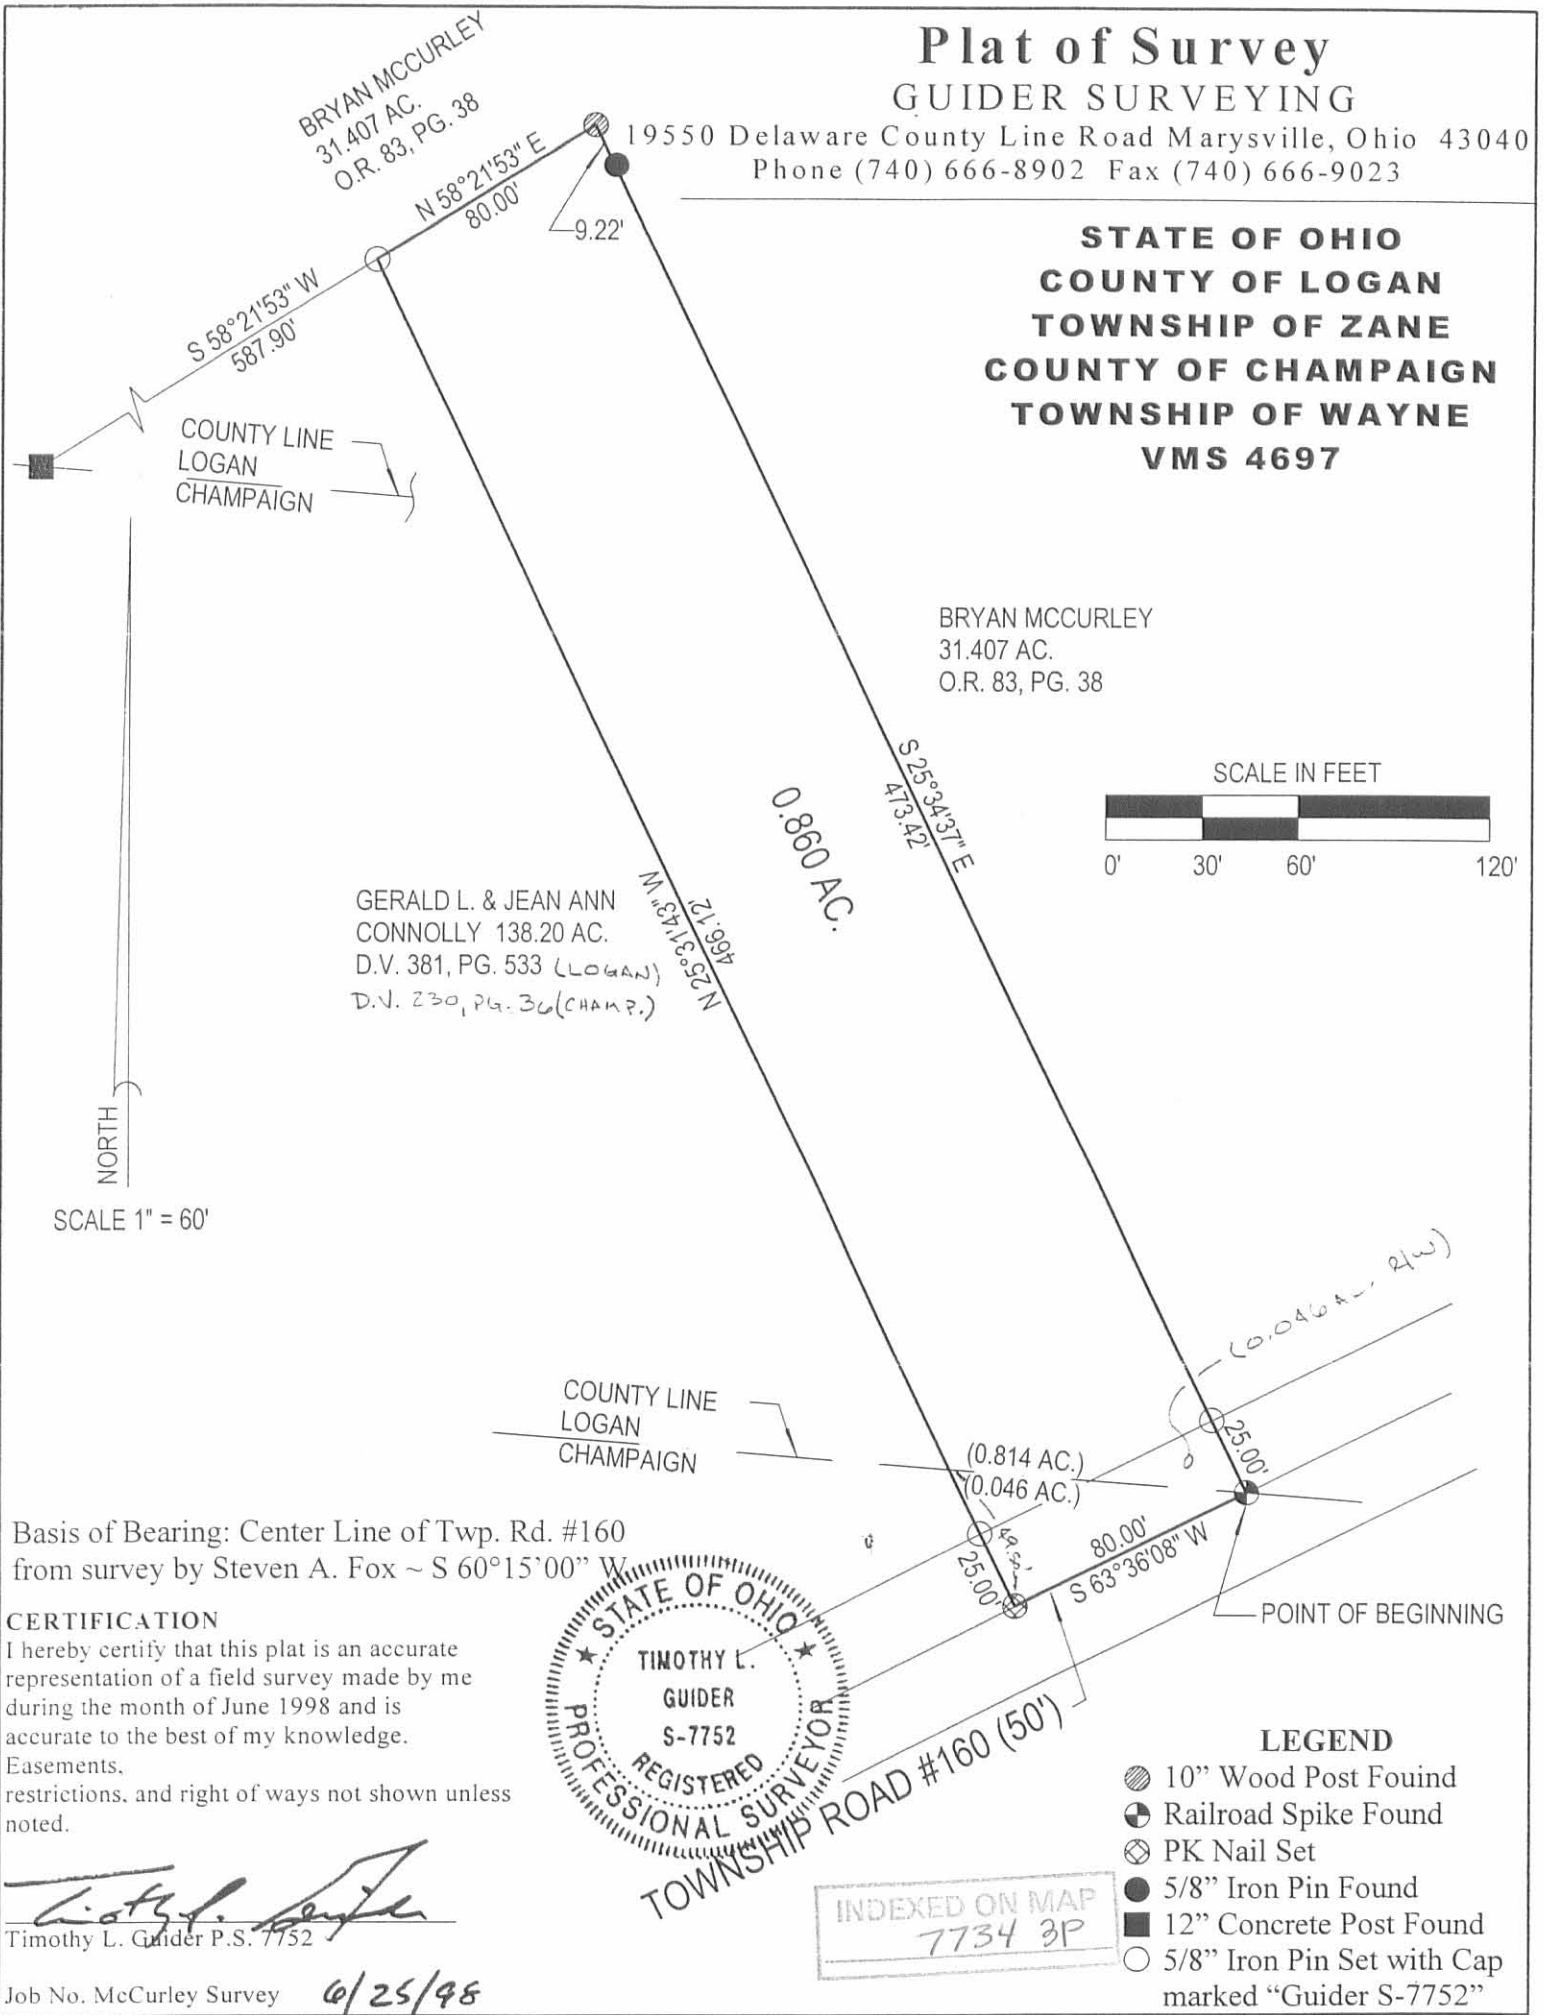 Plat of Survey
GUIDER SURVEYING
19550 Delaware County Line Road Marysville, Ohio 43040
Phone (740) 666-8902 Fax (740) 666-9023
STATE OF OHIO
COUNTY OF LOGAN
TOWNSHIP OF ZANE
COUNTY OF CHAMPAIGN
TOWNSHIP OF WAYNE
VMS 4697
BRYAN MCCURLEY
31.407 AC.
O.R. 83, PG. 38
N 58°21'53" E
80.00'
9.22'
S 58°21'53" W
587.90'
COUNTY LINE
LOGAN
CHAMPAIGN
BRYAN MCCURLEY
31.407 AC.
O.R. 83, PG. 38
S 25°34'37" E
473.42'
SCALE IN FEET
0' 30' 60' 120'
0.860 AC.
GERALD L. & JEAN ANN
CONNOLLY 138.20 AC.
D.V. 381, PG. 533 (LOGAN)
D.V. 230, PG. 36 (CHAMP.)
N 25°31'43" W
466.12'
NORTH
SCALE 1" = 60'
(0.046 AC. R/W)
COUNTY LINE
LOGAN
CHAMPAIGN
(0.814 AC.)
(0.046 AC.)
25.00'
25.00'
49.50'
80.00'
S 63°36'08" W
POINT OF BEGINNING
TOWNSHIP ROAD #160 (50')
Basis of Bearing: Center Line of Twp. Rd. #160
from survey by Steven A. Fox ~ S 60°15’00” W
CERTIFICATION
I hereby certify that this plat is an accurate
representation of a field survey made by me
during the month of June 1998 and is
accurate to the best of my knowledge.
Easements,
restrictions, and right of ways not shown unless
noted.
STATE OF OHIO
TIMOTHY L.
GUIDER
S-7752
REGISTERED
PROFESSIONAL SURVEYOR
Timothy L. Guider P.S. 7752
Job No. McCurley Survey 6/25/98
INDEXED ON MAP
7734 3P
LEGEND
10” Wood Post Fouind
Railroad Spike Found
PK Nail Set
5/8” Iron Pin Found
12” Concrete Post Found
5/8” Iron Pin Set with Cap
marked “Guider S-7752”